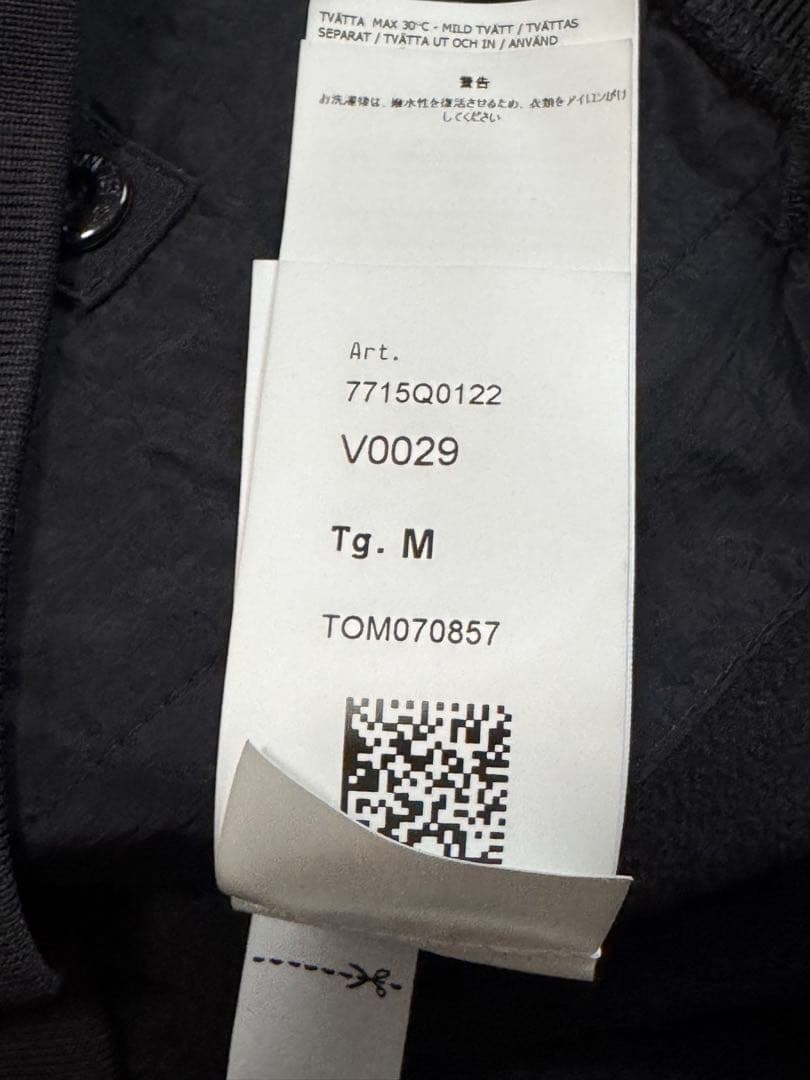 TVÄTTA MAX 30°C - MILD TVÄTT / TVÄTTAS
SEPARAT / TVÄTTA UT OCH IN / ANVÄND
警告
お洗濯後は、撥水性を復活させるため、衣類をアイロンがけ
してください
Art.
7715Q0122
V0029
Tg. M
TOM070857